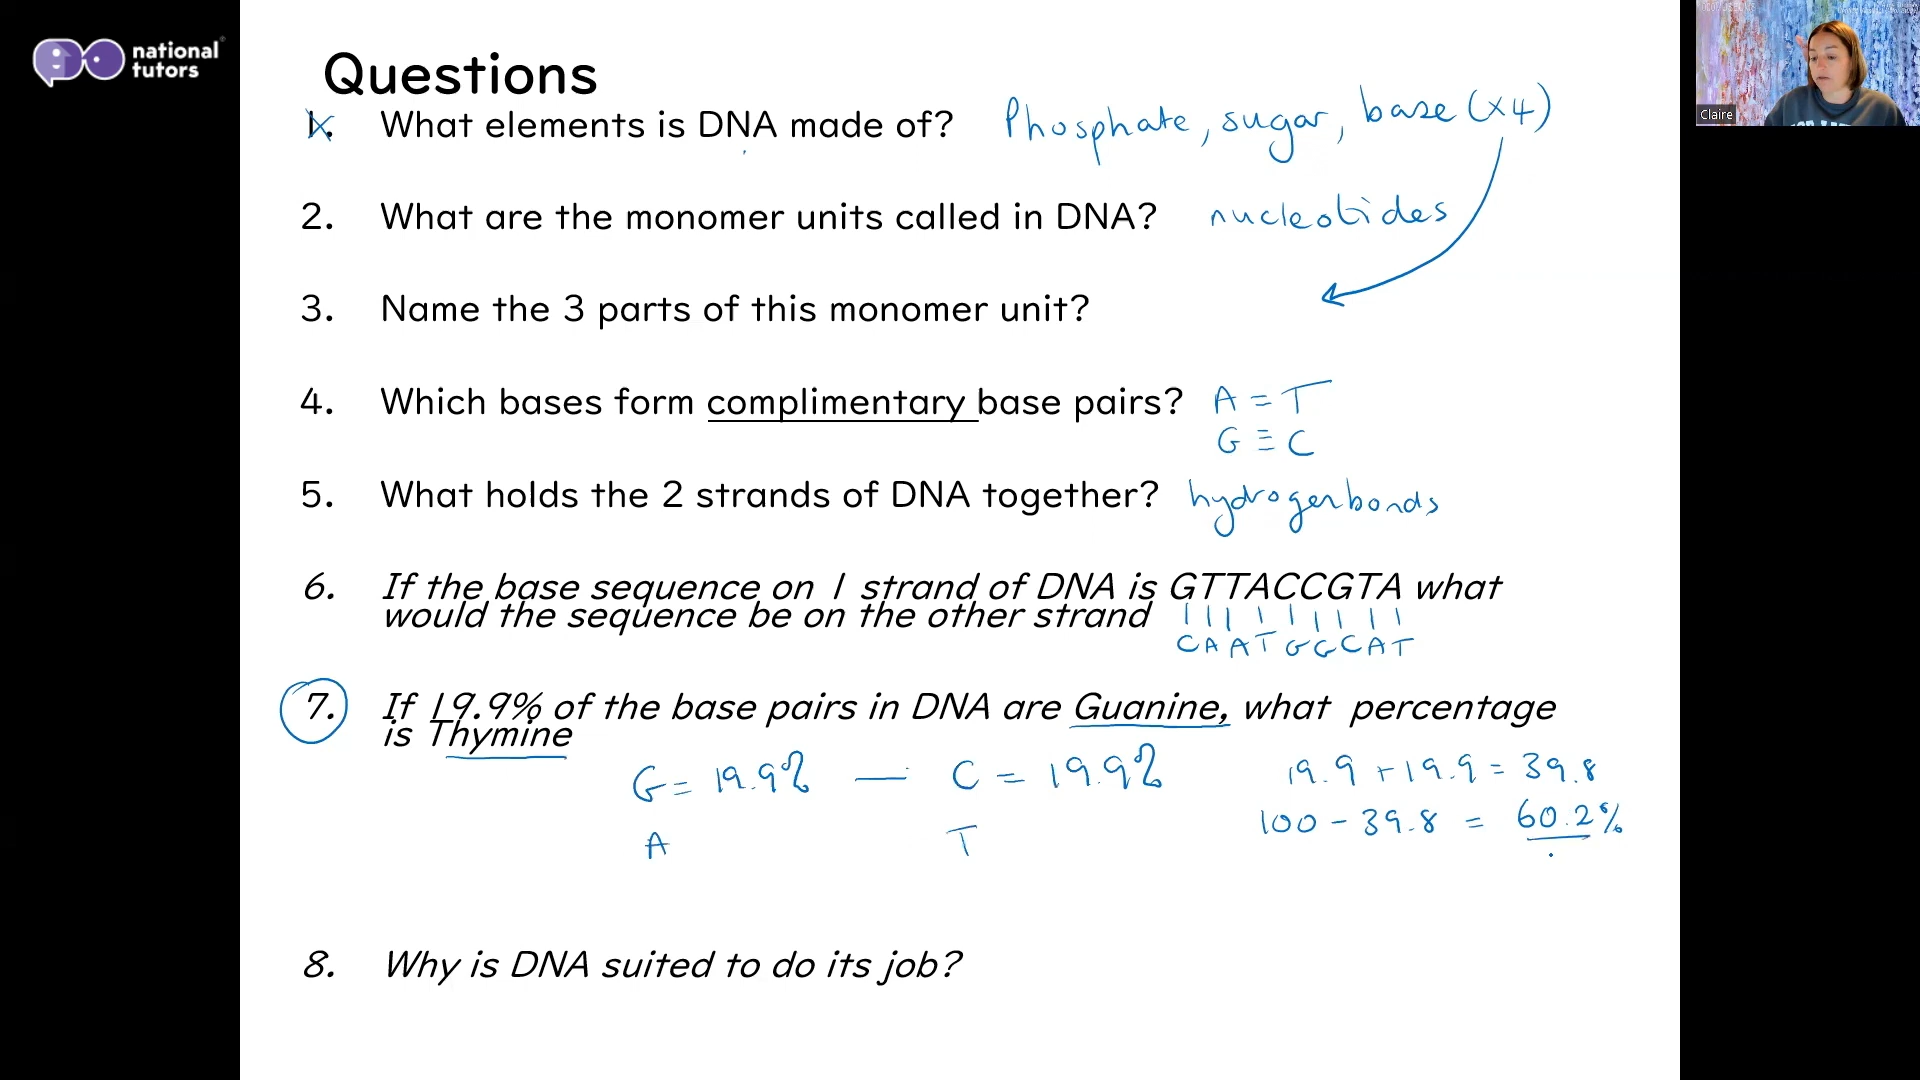 national
tutors
Claire
Questions
1. What elements is DNA made of? Phosphate, sugar, base (x4)
2. What are the monomer units called in DNA? nucleotides
3. Name the 3 parts of this monomer unit?
4. Which bases form complimentary base pairs? A = T
G ≡ C
5. What holds the 2 strands of DNA together? hydrogen bonds
6. If the base sequence on 1 strand of DNA is GTTACCGTA what
would the sequence be on the other strand
C A A T G G C A T
7. If 19.9% of the base pairs in DNA are Guanine, what percentage
is Thymine
G = 19.9% — C = 19.9% 19.9 + 19.9 = 39.8
A T 100 - 39.8 = 60.2%
8. Why is DNA suited to do its job?